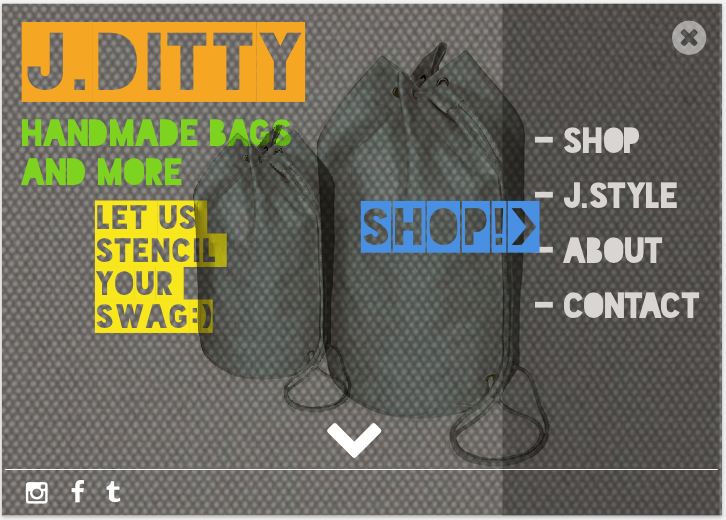 J.DITTY
HANDMADE BAGS
AND MORE
LET US
STENCIL
YOUR
SWAG:)
SHOP!>
– SHOP
– J.STYLE
– ABOUT
– CONTACT